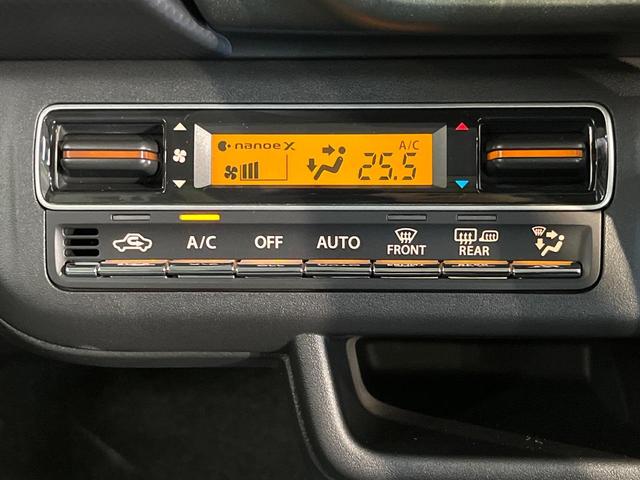 nanoe X
A/C
25.5
A/C
OFF
AUTO
FRONT
REAR